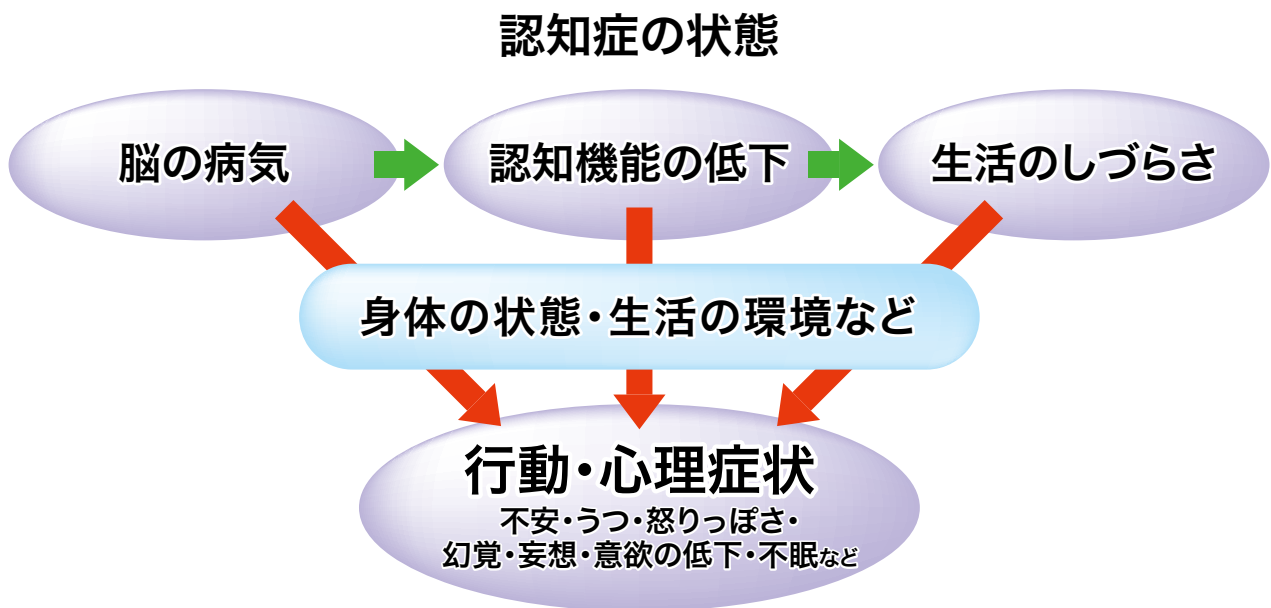 認知症の状態
脳の病気
認知機能の低下
生活のしづらさ
身体の状態・生活の環境など
行動・心理症状
不安・うつ・怒りっぽさ・
幻覚・妄想・意欲の低下・不眠など